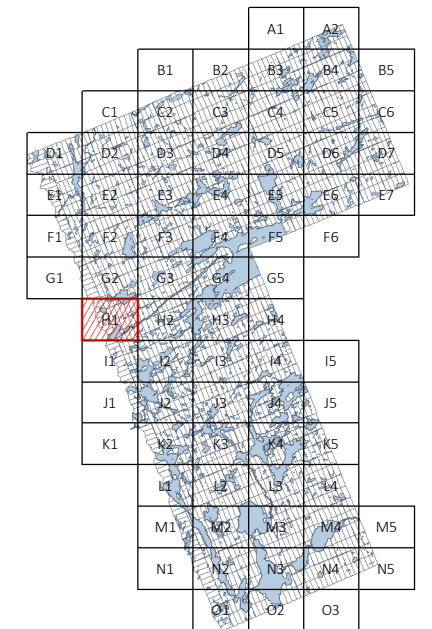 A1 A2
B1 B2 B3 B4 B5
C1 C2 C3 C4 C5 C6
D1 D2 D3 D4 D5 D6 D7
E1 E2 E3 E4 E5 E6 E7
F1 F2 F3 F4 F5 F6
G1 G2 G3 G4 G5
H1 H2 H3 H4
I1 I2 I3 I4 I5
J1 J2 J3 J4 J5
K1 K2 K3 K4 K5
L1 L2 L3 L4
M1 M2 M3 M4 M5
N1 N2 N3 N4 N5
O1 O2 O3